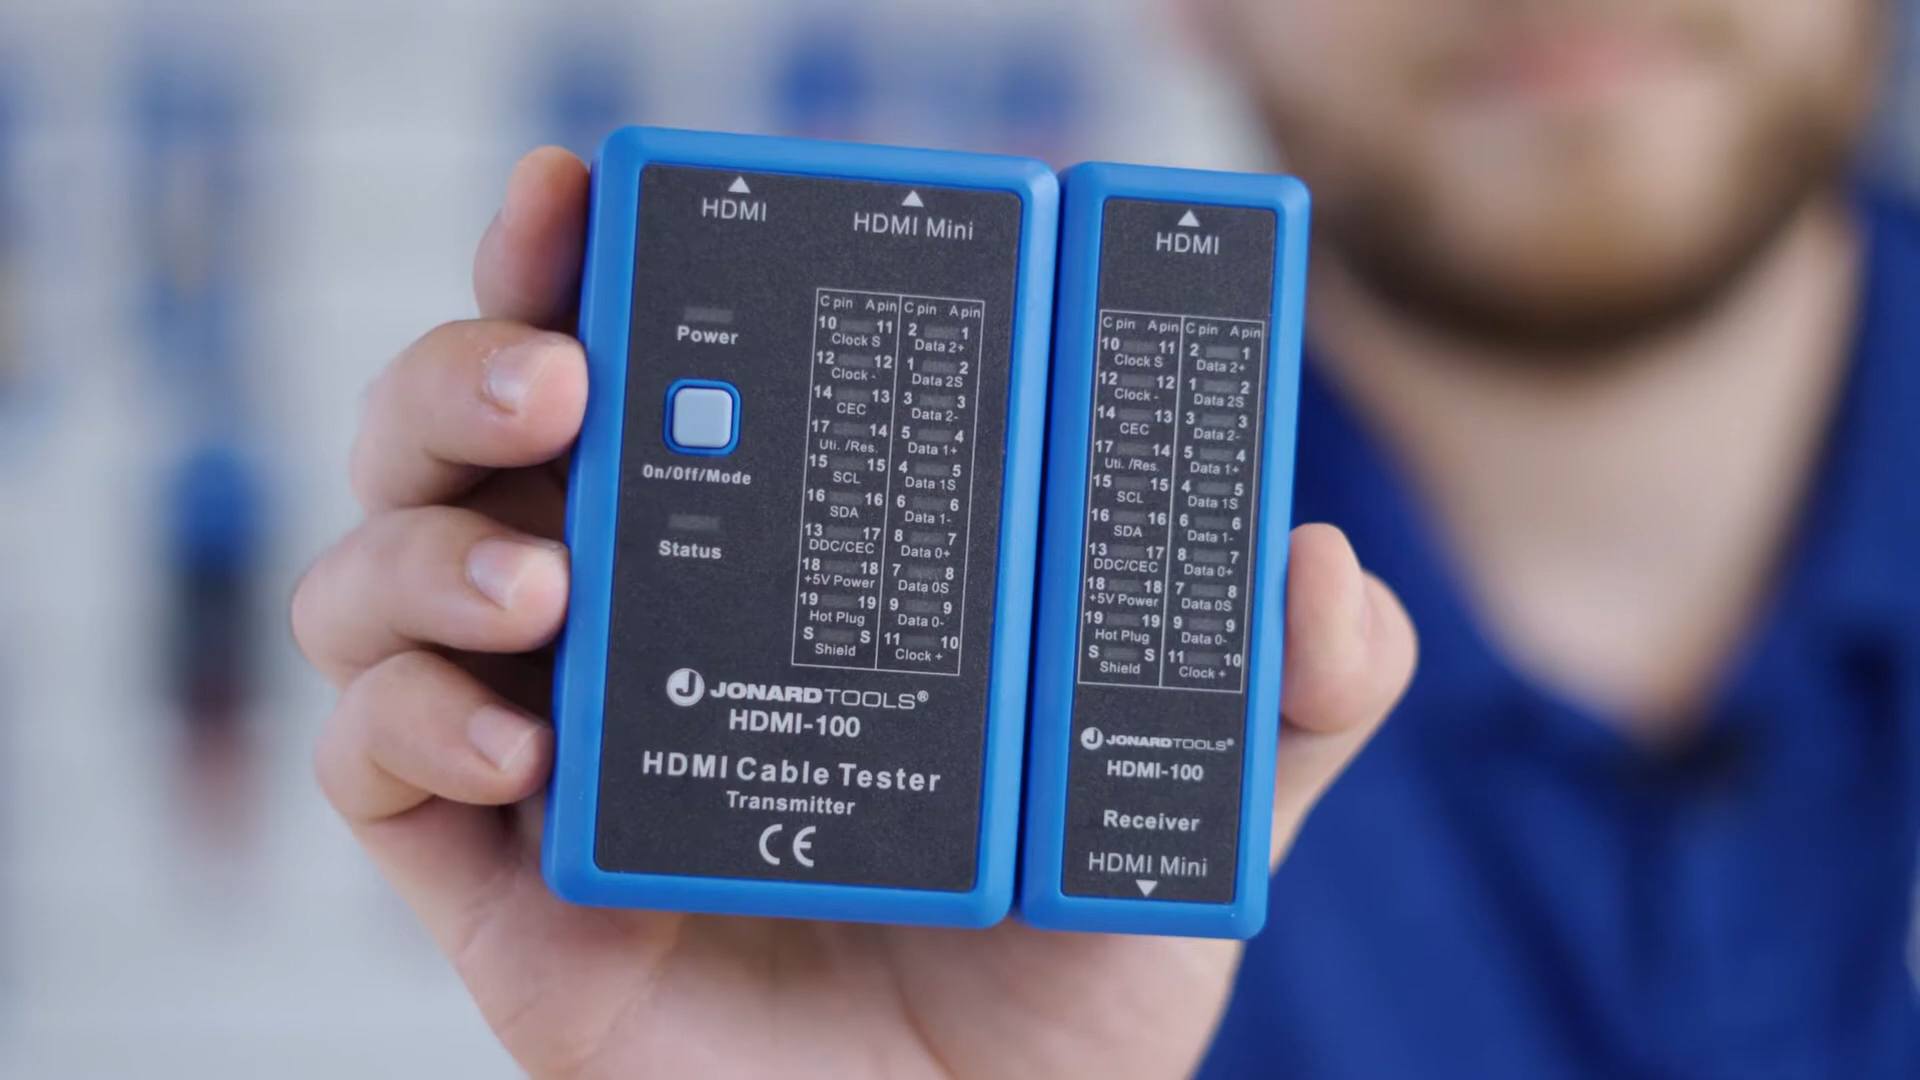 HDMI
HDMI Mini
Power
On/Off/Mode
Status
C pin A pin C pin A pin
10 11 2 1
Clock S Data 2+
12 12 1 2
Clock - Data 2S
14 13 3 3
CEC Data 2-
17 14 5 4
Uti. /Res. Data 1+
15 15 4 5
SCL Data 1S
16 16 6 6
SDA Data 1-
13 17 8 7
DDC/CEC Data 0+
18 18 7 8
+5V Power Data 0S
19 19 9 9
Hot Plug Data 0-
S S 11 10
Shield Clock +
J JONARD TOOLS®
HDMI-100
HDMI Cable Tester
Transmitter
CE
HDMI
C pin A pin C pin A pin
10 11 2 1
Clock S Data 2+
12 12 1 2
Clock - Data 2S
14 13 3 3
CEC Data 2-
17 14 5 4
Uti. /Res. Data 1+
15 15 4 5
SCL Data 1S
16 16 6 6
SDA Data 1-
13 17 8 7
DDC/CEC Data 0+
18 18 7 8
+5V Power Data 0S
19 19 9 9
Hot Plug Data 0-
S S 11 10
Shield Clock +
J JONARD TOOLS®
HDMI-100
Receiver
HDMI Mini